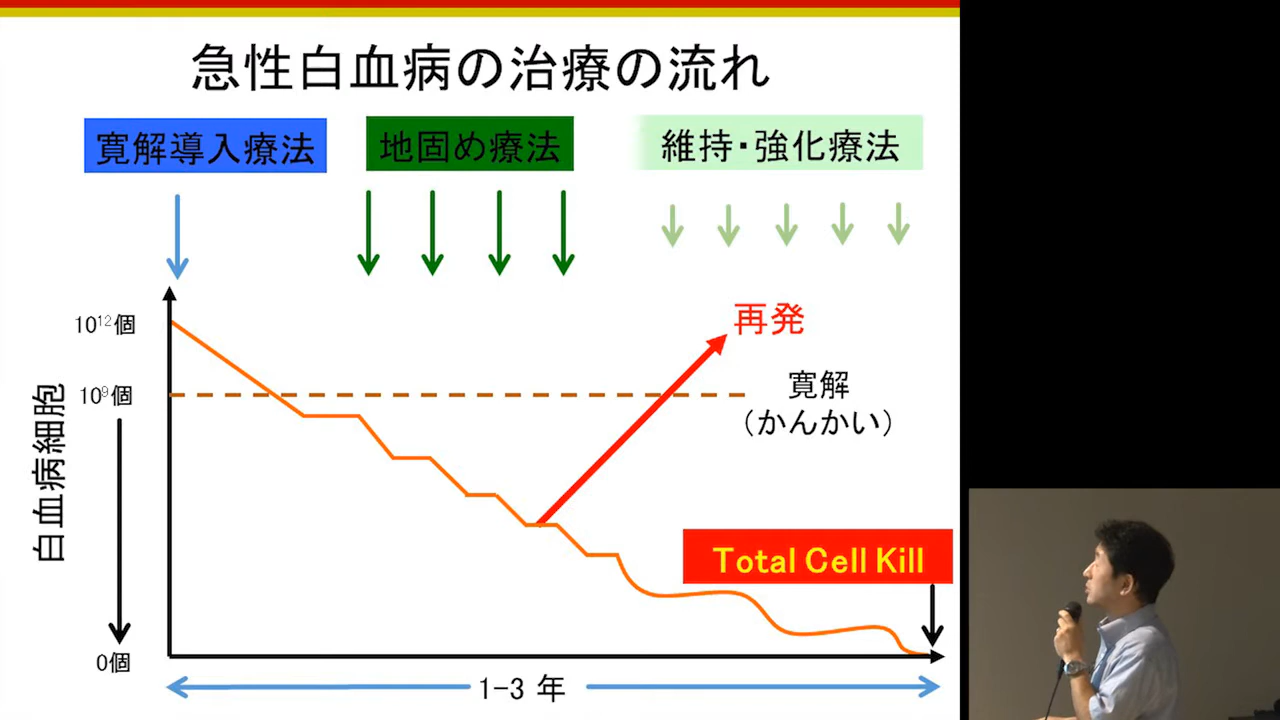 急性白血病の治療の流れ
寛解導入療法
地固め療法
維持・強化療法
10¹²個
10⁹個
白血病細胞
0個
再発
寛解
(かんかい)
Total Cell Kill
1-3 年